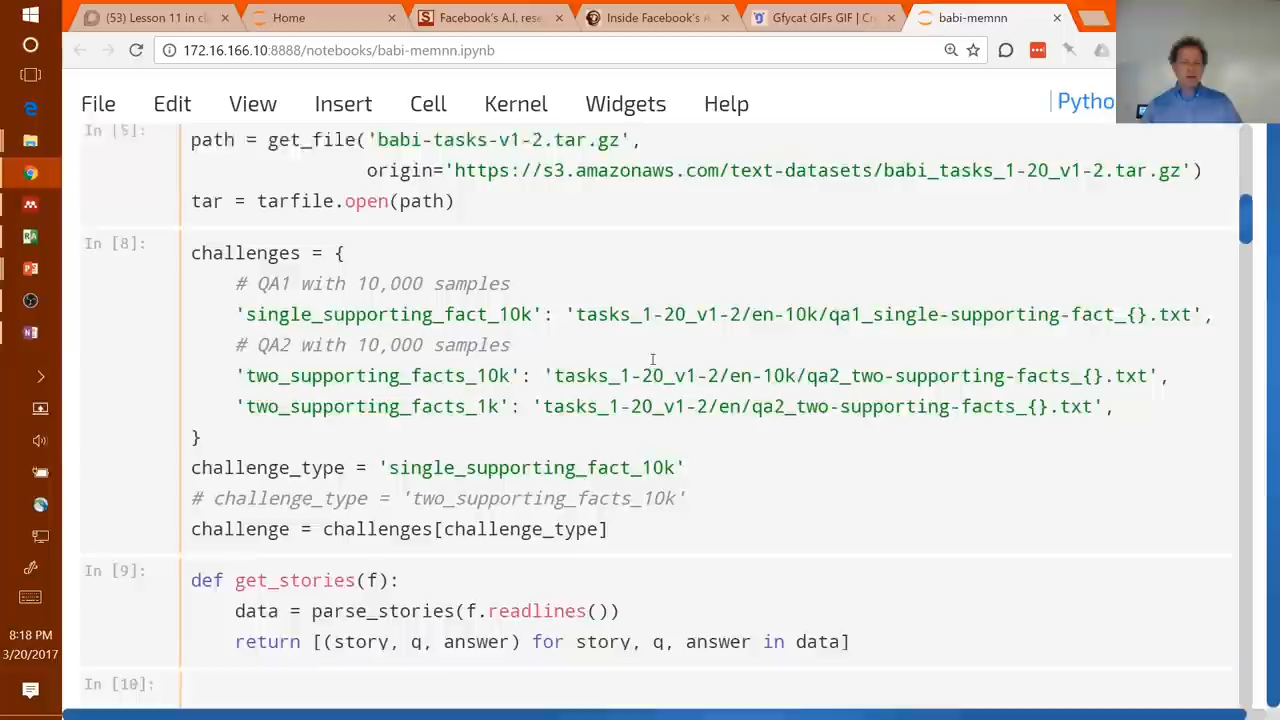 (53) Lesson 11 in cl
Home
Facebook's A.I. rese
Inside Facebook's A
Gfycat GIFs GIF | Cre
babi-memnn
172.16.166.10:8888/notebooks/babi-memnn.ipynb
File Edit View Insert Cell Kernel Widgets Help
Pytho
In [5]:
path = get_file('babi-tasks-v1-2.tar.gz',
origin='https://s3.amazonaws.com/text-datasets/babi_tasks_1-20_v1-2.tar.gz')
tar = tarfile.open(path)
In [8]:
challenges = {
# QA1 with 10,000 samples
'single_supporting_fact_10k': 'tasks_1-20_v1-2/en-10k/qa1_single-supporting-fact_{}.txt',
# QA2 with 10,000 samples
'two_supporting_facts_10k': 'tasks_1-20_v1-2/en-10k/qa2_two-supporting-facts_{}.txt',
'two_supporting_facts_1k': 'tasks_1-20_v1-2/en/qa2_two-supporting-facts_{}.txt',
}
challenge_type = 'single_supporting_fact_10k'
# challenge_type = 'two_supporting_facts_10k'
challenge = challenges[challenge_type]
In [9]:
def get_stories(f):
data = parse_stories(f.readlines())
return [(story, q, answer) for story, q, answer in data]
In [10]:
8:18 PM
3/20/2017